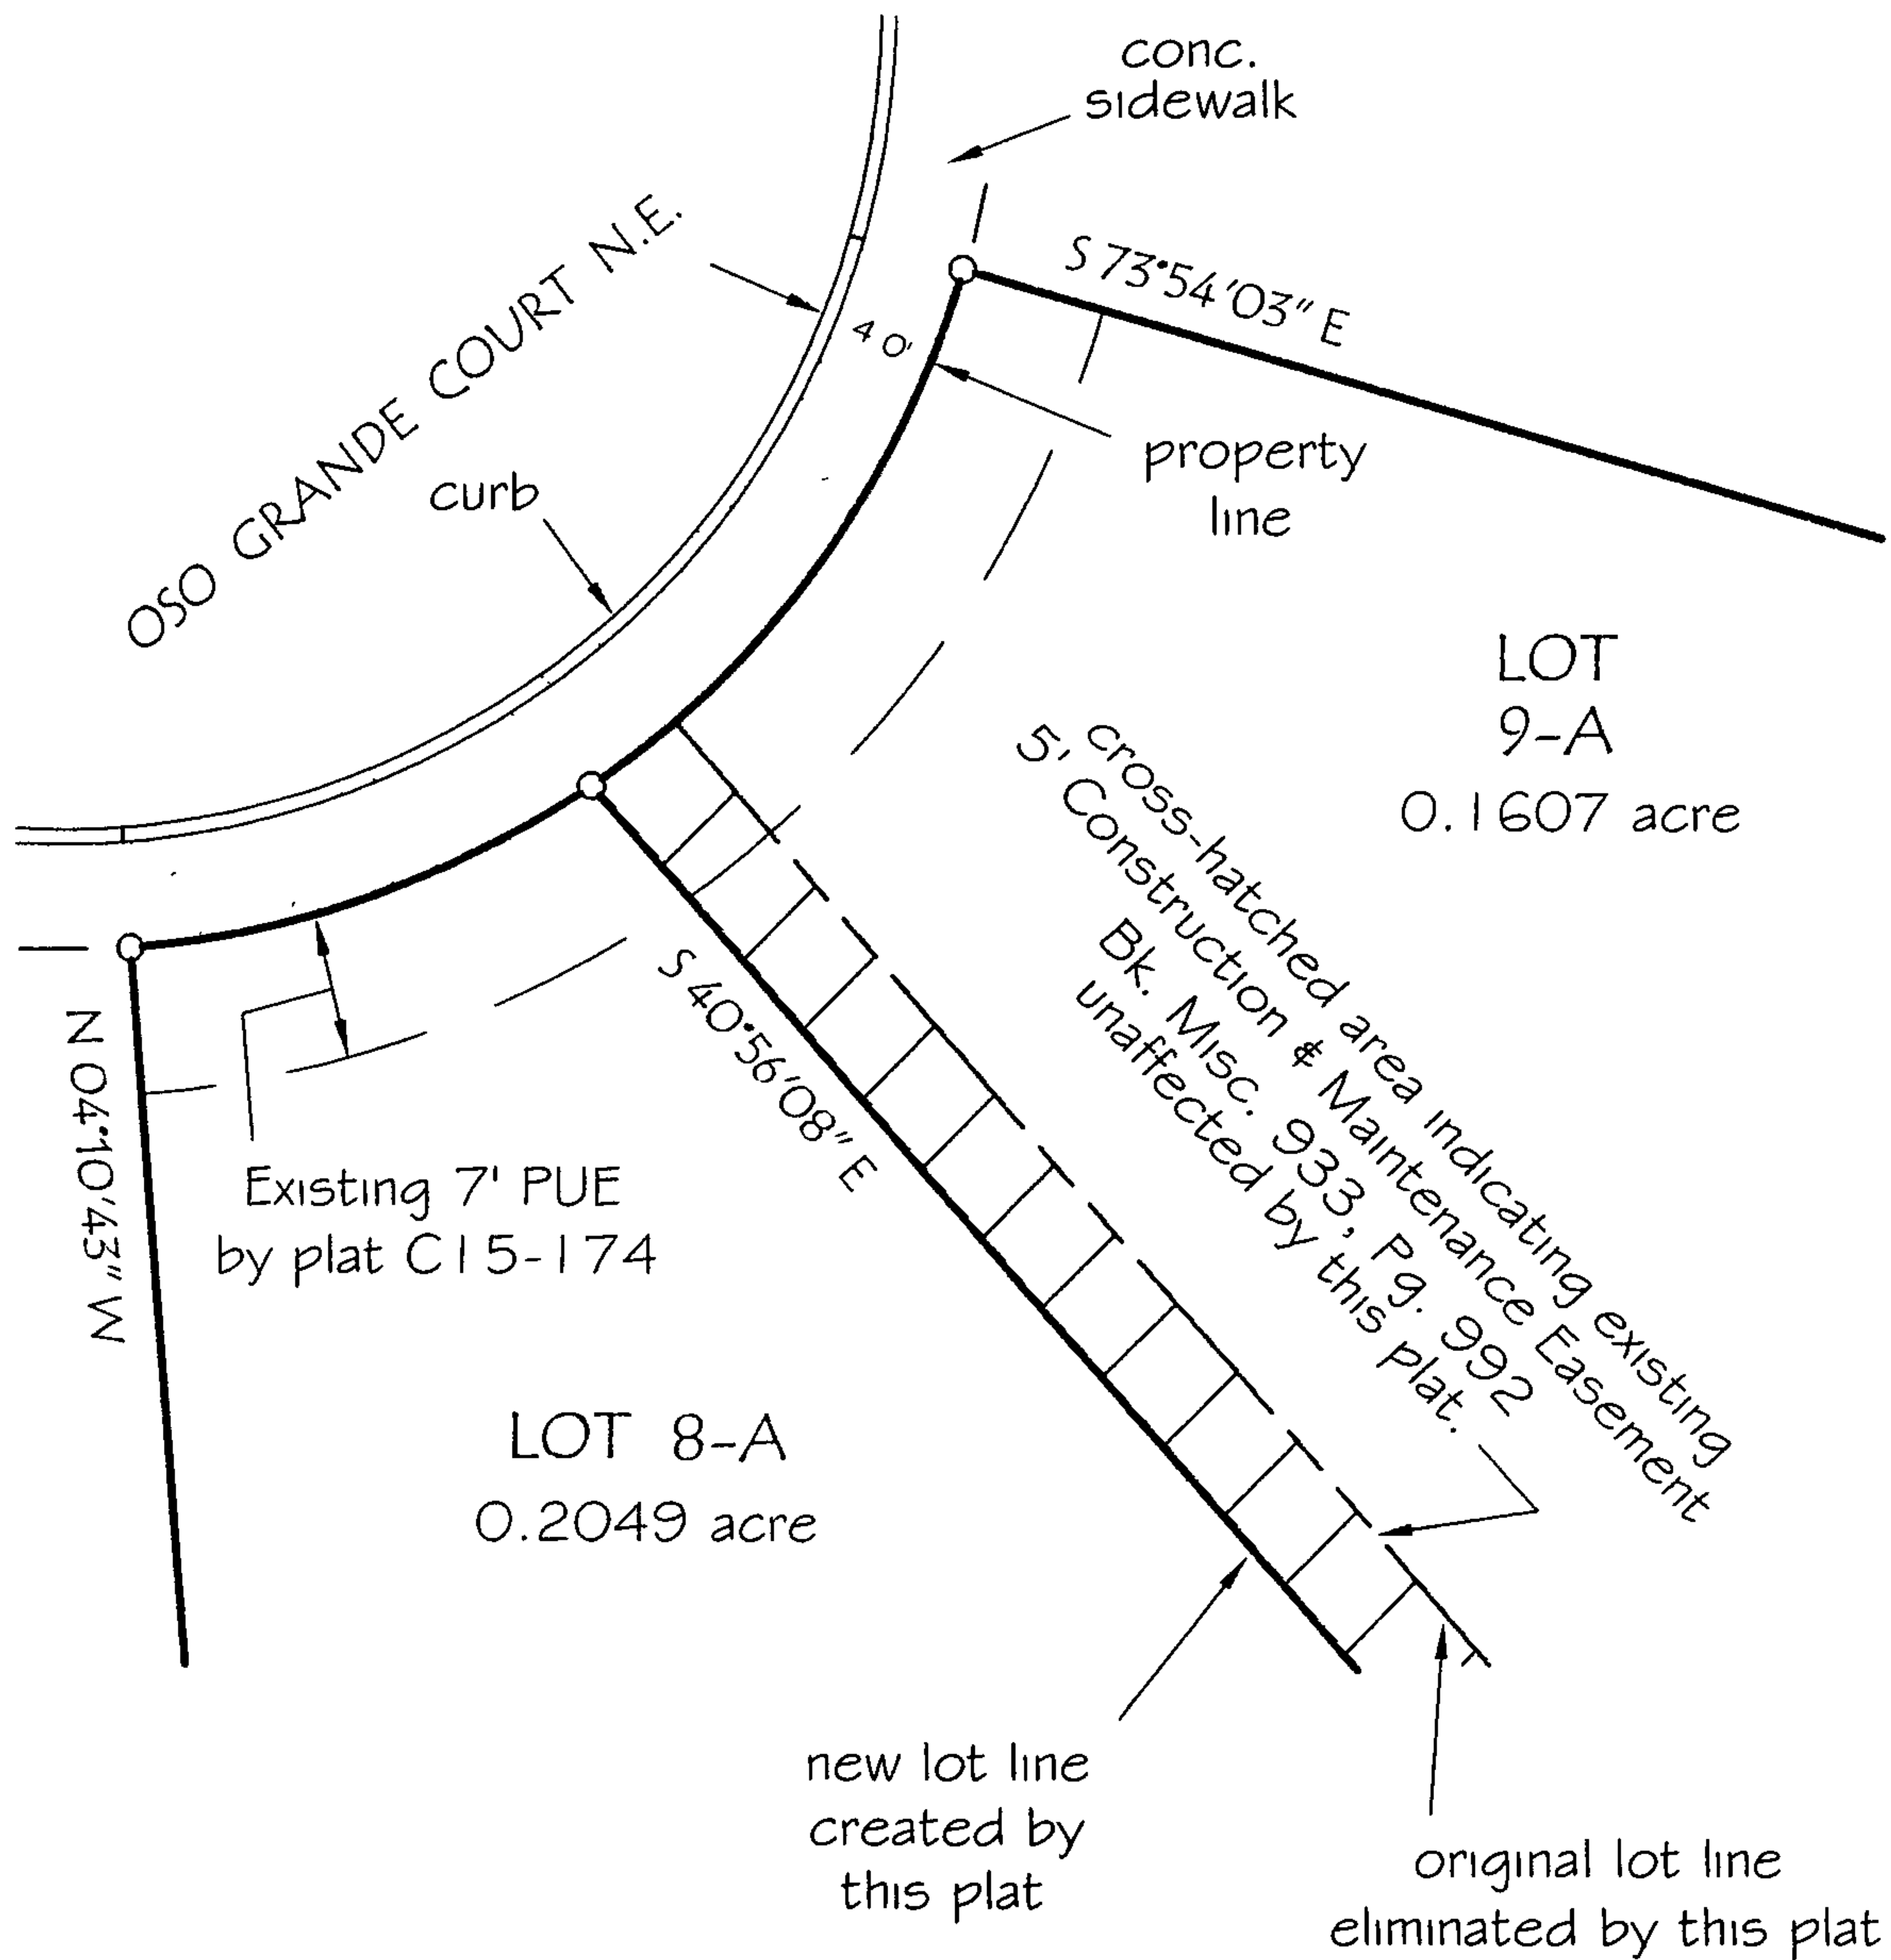 conc.
sidewalk
OSO GRANDE COURT N.E.
S 73°54'03" E
40'
curb
property
line
LOT
9-A
0.1607 acre
cross-hatched area indicating existing
5' Construction & Maintenance Easement
Bk. Misc. 933, Pg. 992
unaffected by this plat.
S 40°56'08" E
N 04°10'43" W
Existing 7' PUE
by plat C15-174
LOT 8-A
0.2049 acre
new lot line
created by
this plat
original lot line
eliminated by this plat